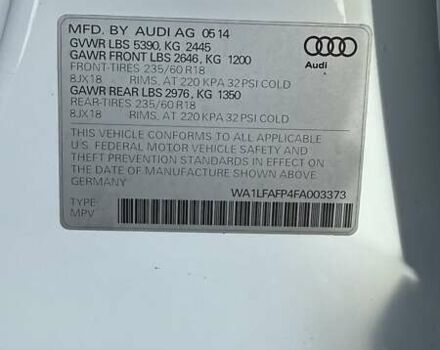 MFD. BY AUDI AG 05 14
GVWR LBS 5390, KG 2445
GAWR FRONT LBS 2646, KG 1200
FRONT-TIRES 235/60 R18
8JX18 RIMS, AT 220 KPA 32 PSI COLD
GAWR REAR LBS 2976, KG 1350
REAR-TIRES 235/60 R18
8JX18 RIMS, AT 220 KPA 32 PSI COLD
Audi
THIS VEHICLE CONFORMS TO ALL APPLICABLE
U.S. FEDERAL MOTOR VEHICLE SAFETY AND
THEFT PREVENTION STANDARDS IN EFFECT ON
THE DATE OF MANUFACTURE SHOWN ABOVE
GERMANY
WA1LFAFP4FA003373
TYPE:
MPV